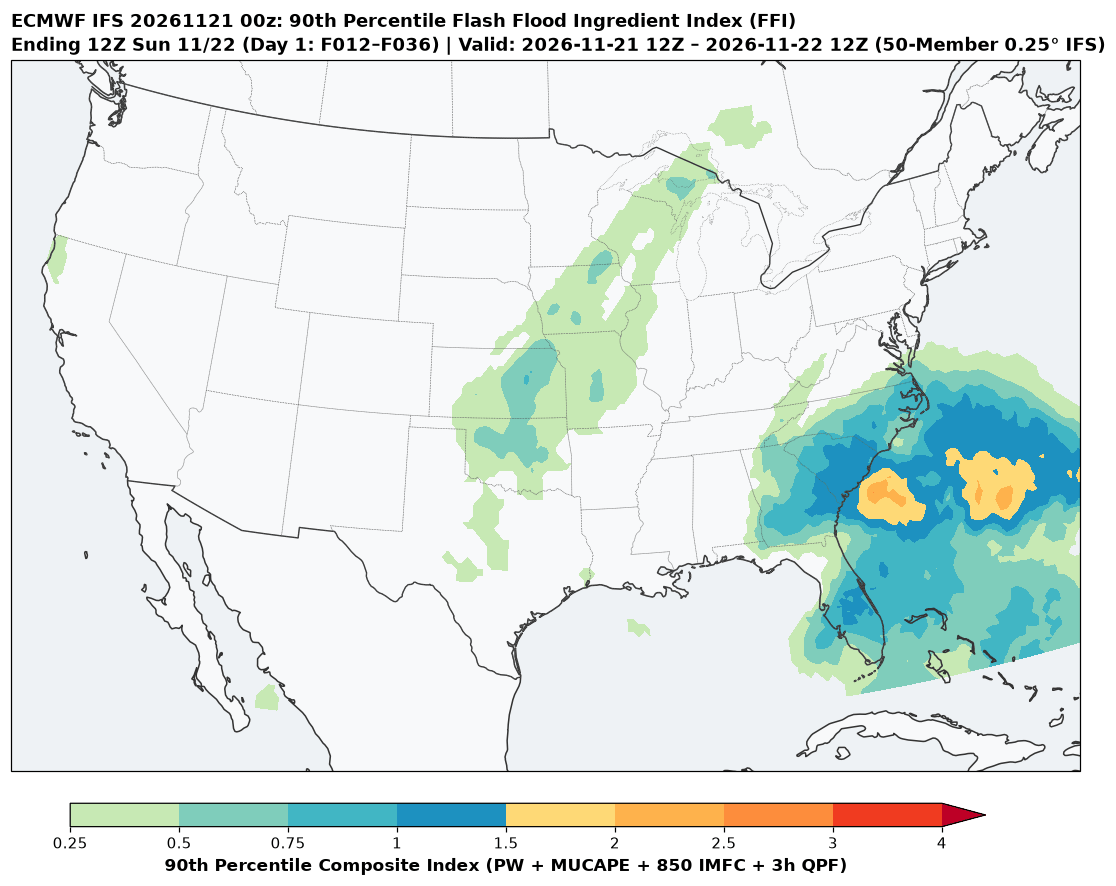 ECMWF IFS 20261121 00z: 90th Percentile Flash Flood Ingredient Index (FFI)
Ending 12Z Sun 11/22 (Day 1: F012–F036) | Valid: 2026-11-21 12Z – 2026-11-22 12Z (50-Member 0.25° IFS)
0.25 0.5 0.75 1 1.5 2 2.5 3 4
90th Percentile Composite Index (PW + MUCAPE + 850 IMFC + 3h QPF)